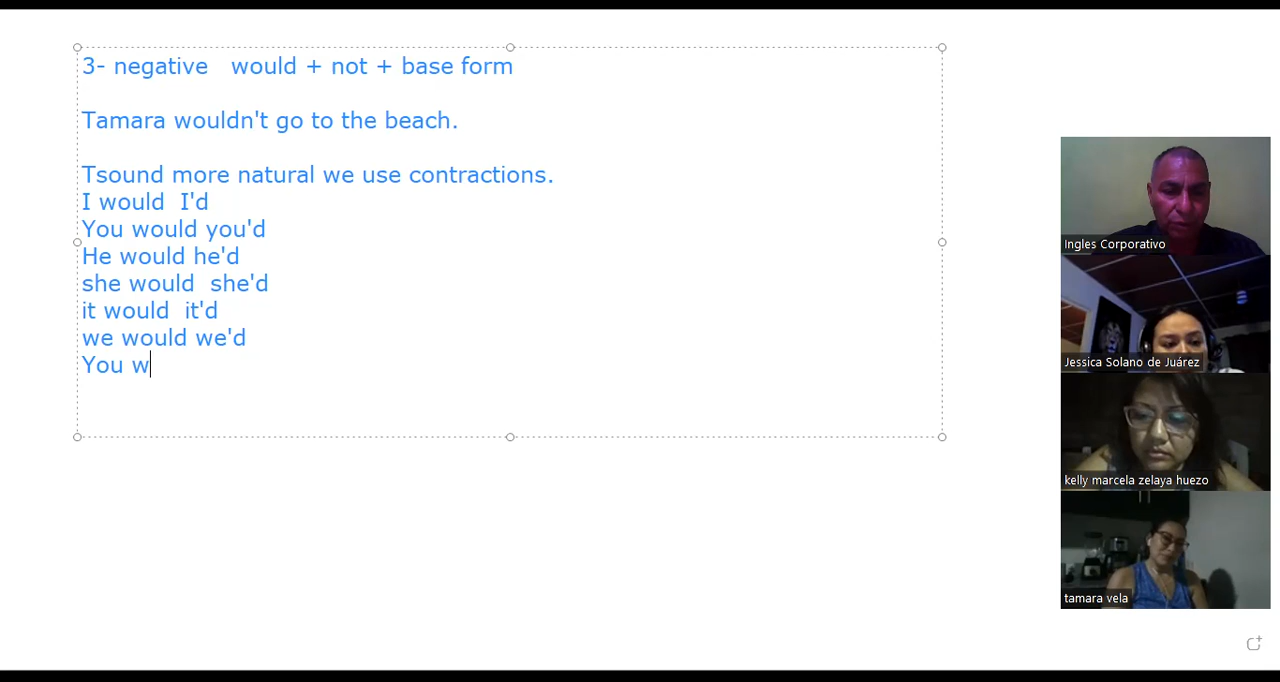 3- negative would + not + base form
Tamara wouldn't go to the beach.
Tsound more natural we use contractions.
I would I'd
You would you'd
He would he'd
she would she'd
it would it'd
we would we'd
You w
Ingles Corporativo
Jessica Solano de Juárez
kelly marcela zelaya huezo
tamara vela